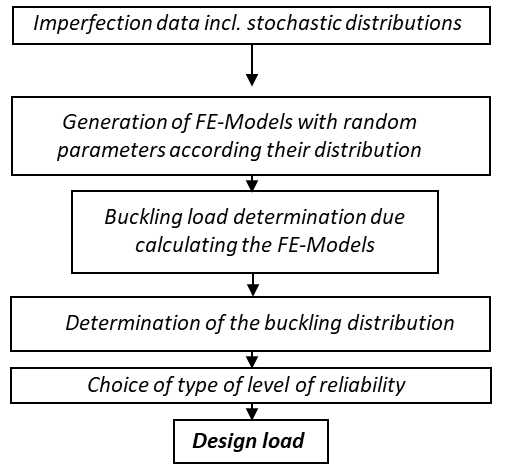 Imperfection data incl. stochastic distributions
Generation of FE-Models with random
parameters according their distribution
Buckling load determination due
calculating the FE-Models
Determination of the buckling distribution
Choice of type of level of reliability
Design load